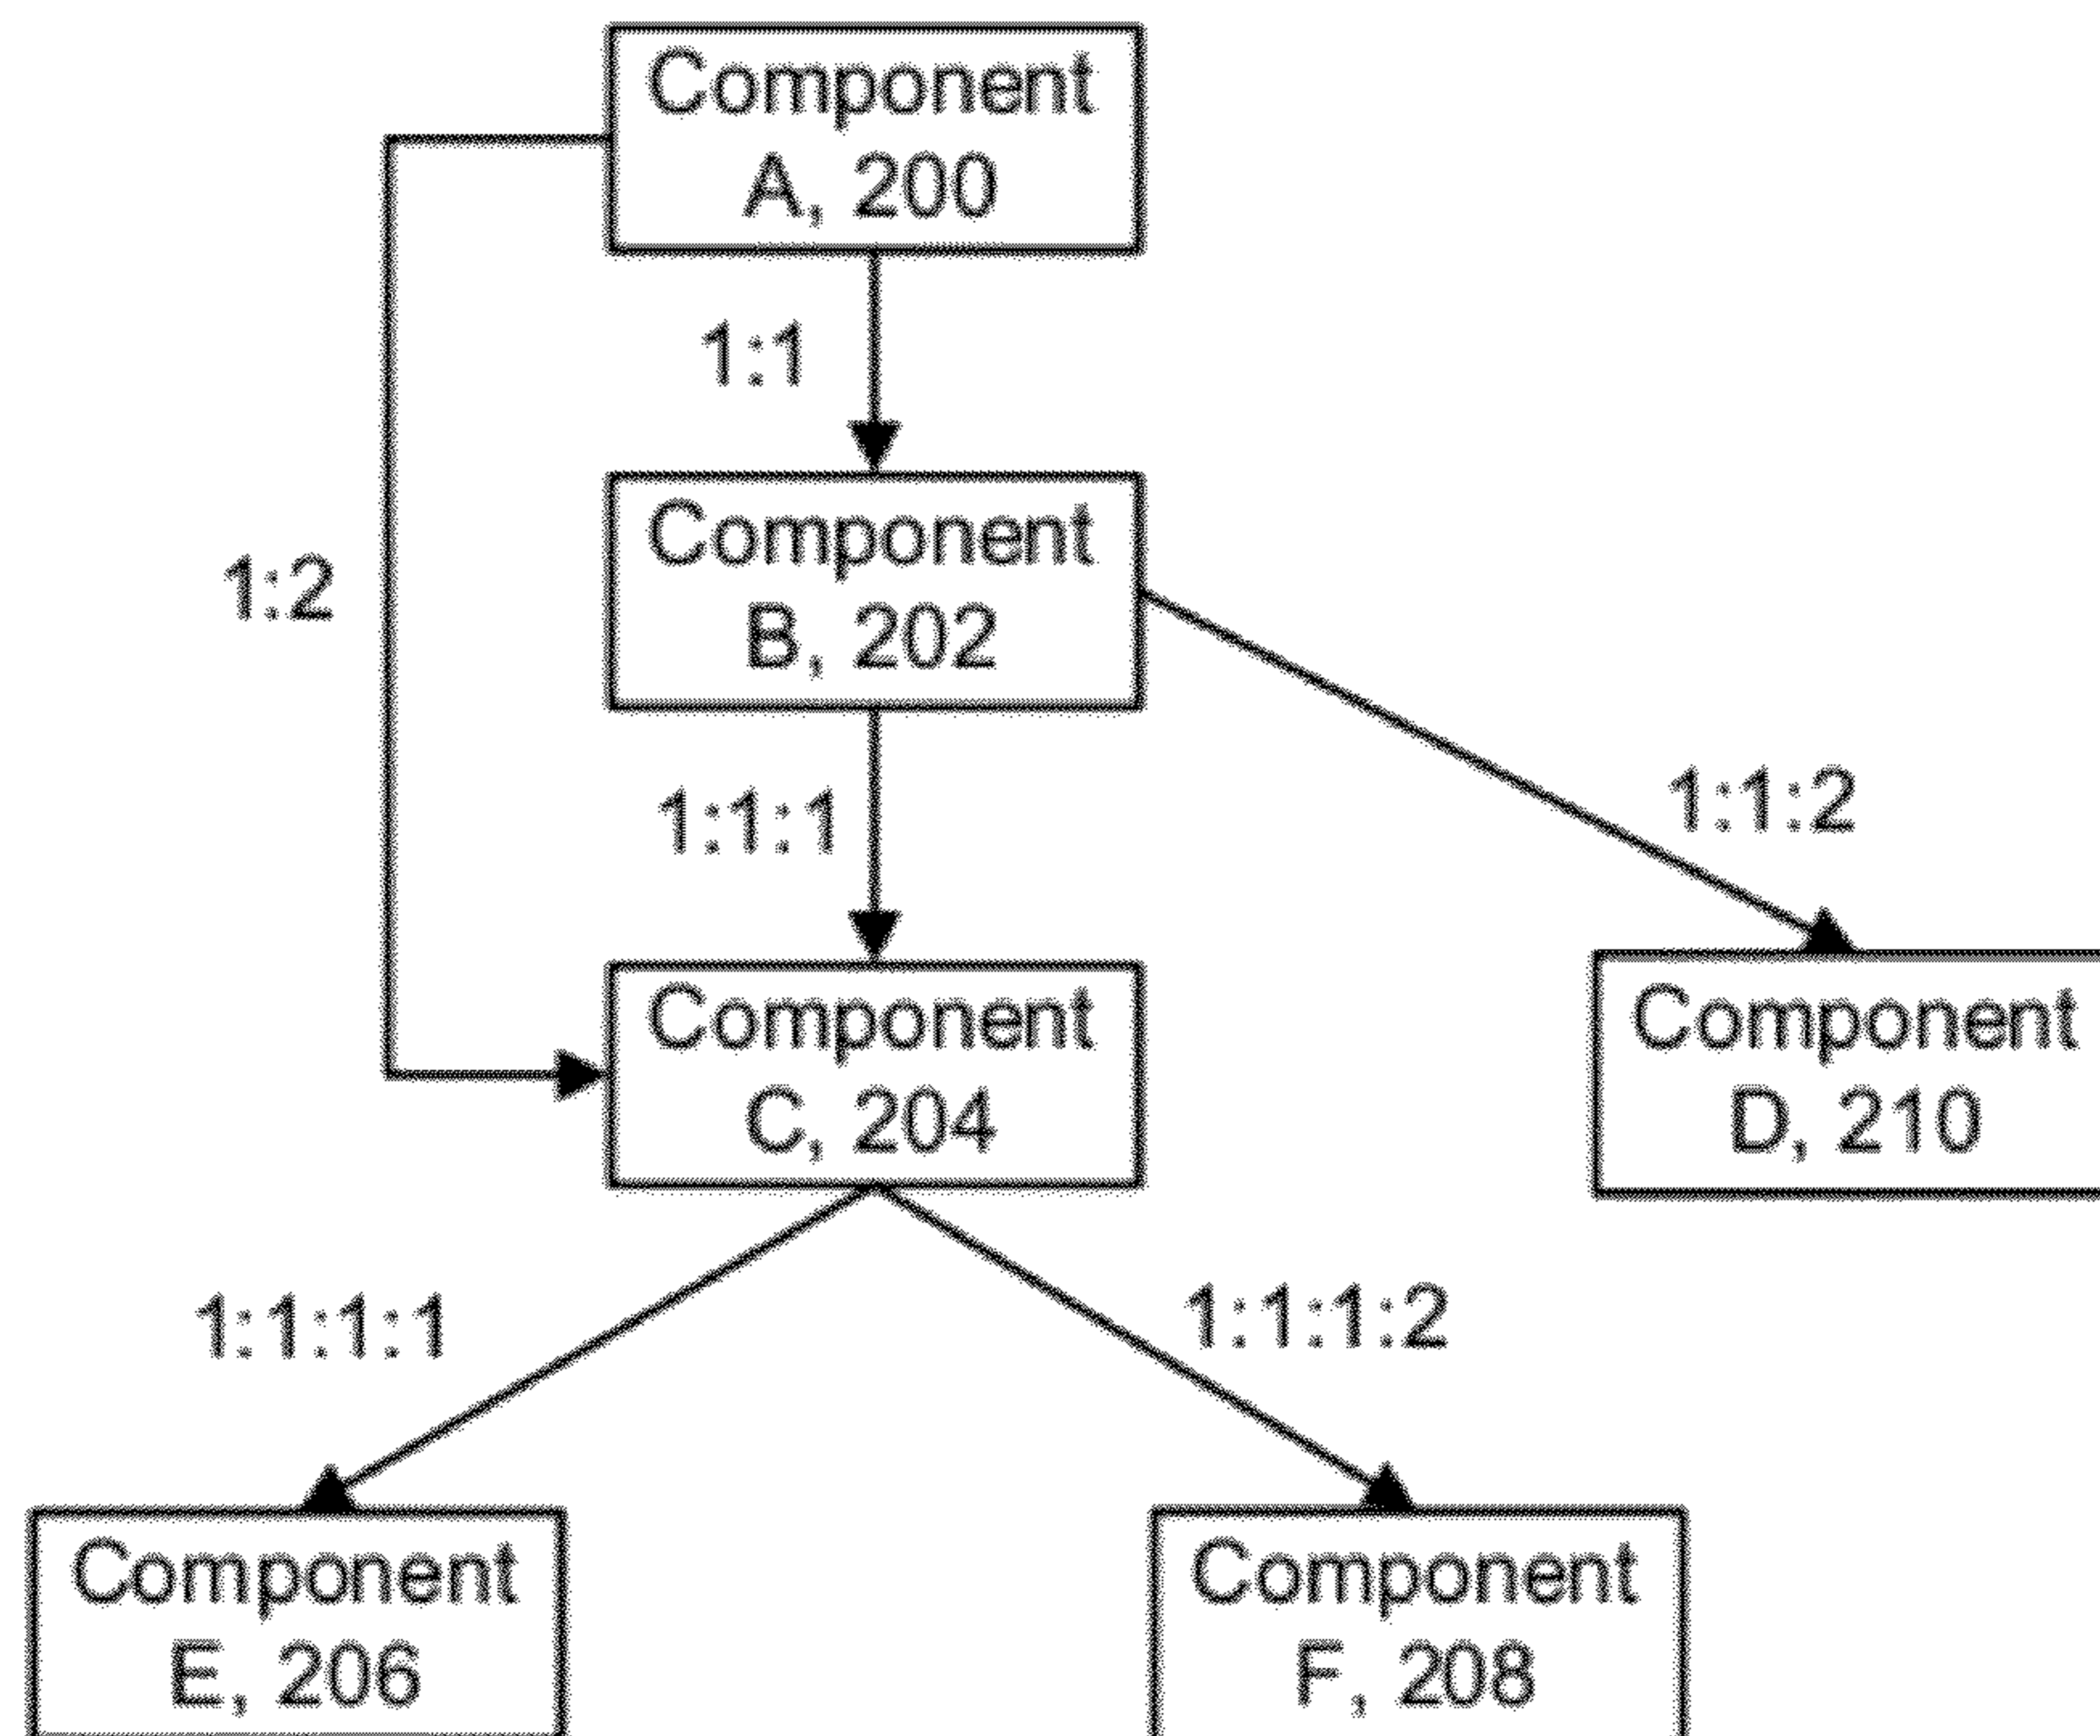 Component
A, 200
1:1
1:2
Component
B, 202
1:1:1
1:1:2
Component
C, 204
Component
D, 210
1:1:1:1
1:1:1:2
Component
E, 206
Component
F, 208